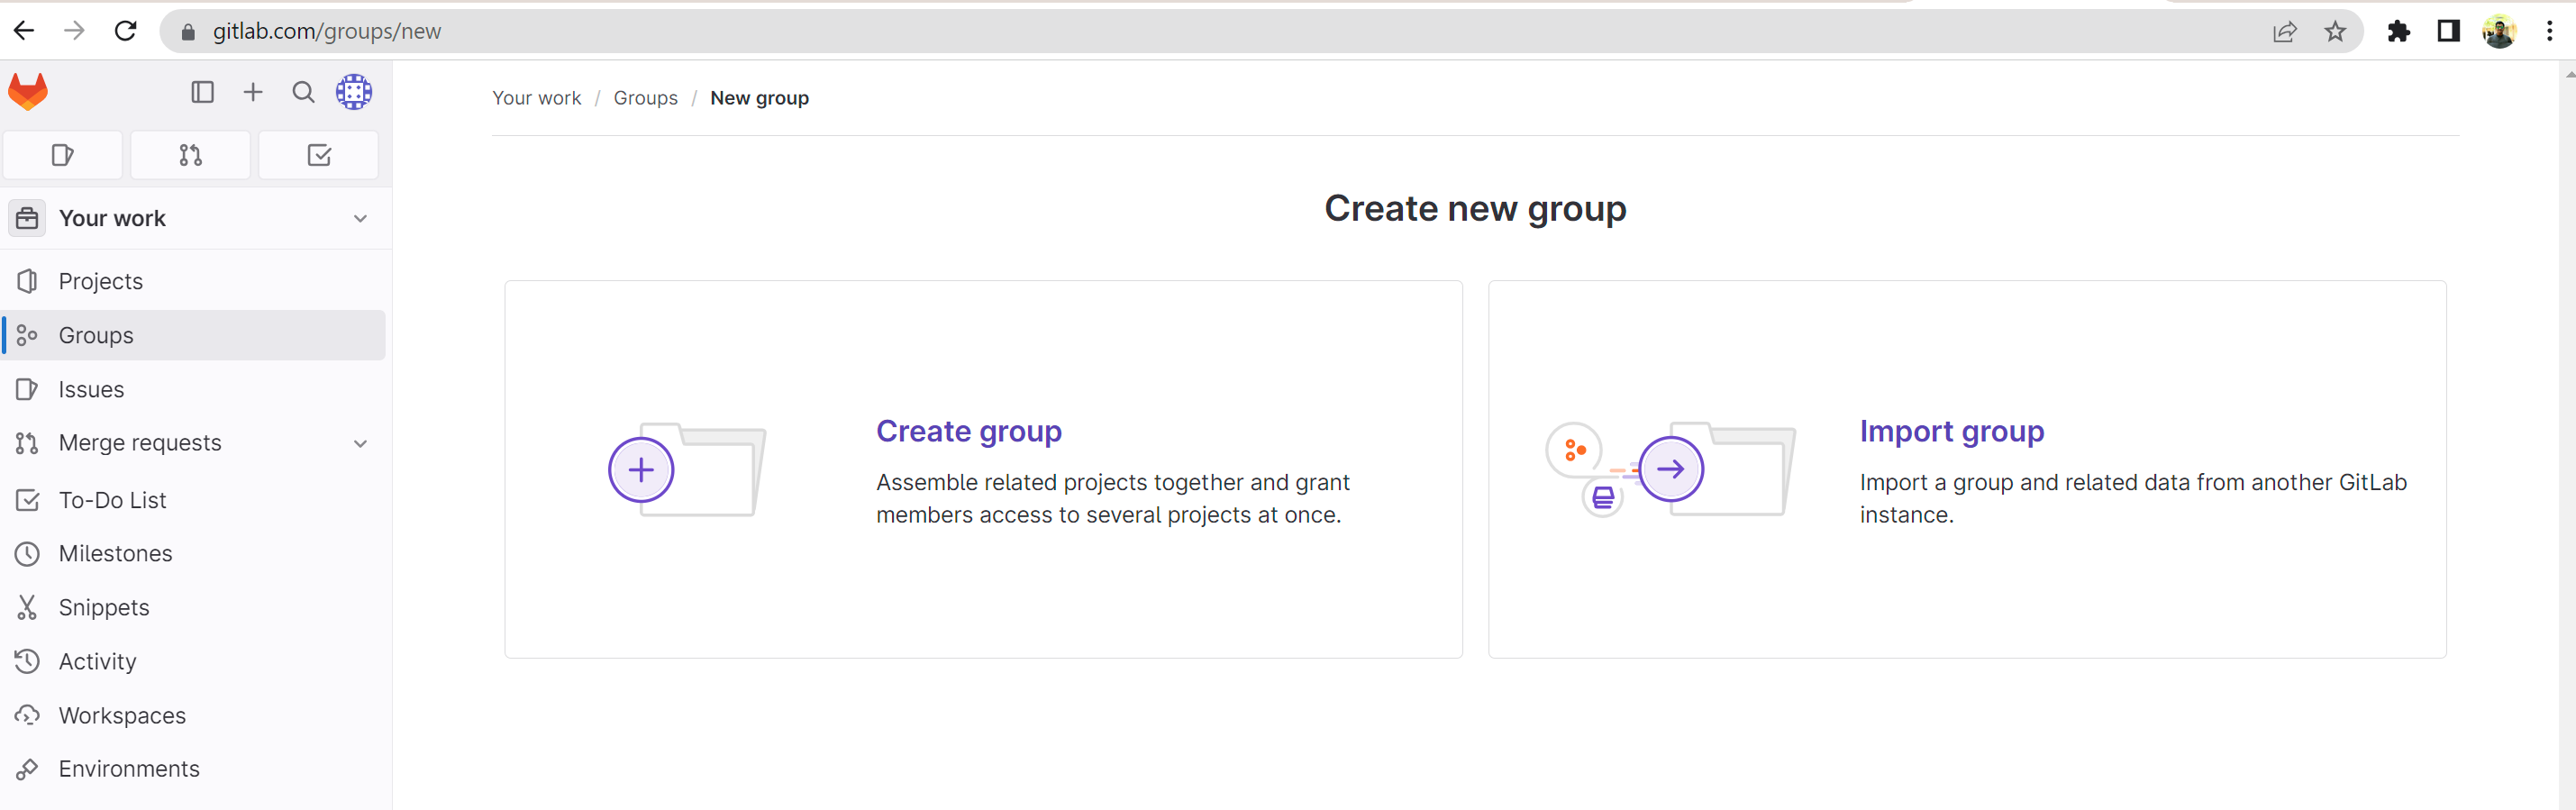 gitlab.com/groups/new
Your work / Groups / New group
Your work
Projects
Groups
Issues
Merge requests
To-Do List
Milestones
Snippets
Activity
Workspaces
Environments
Create new group
Create group
Assemble related projects together and grant
members access to several projects at once.
Import group
Import a group and related data from another GitLab
instance.